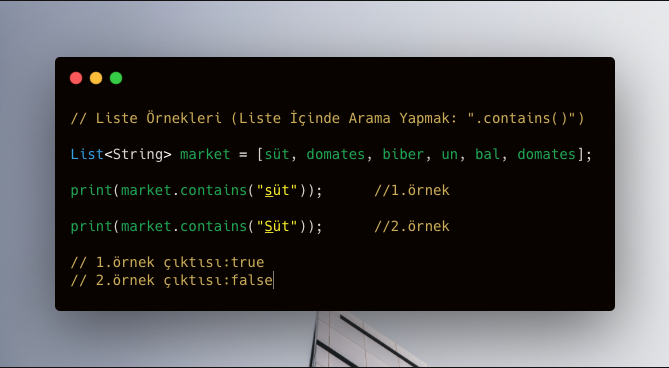 // Liste Örnekleri (Liste İçinde Arama Yapmak: ".contains()")
List<String> market = [süt, domates, biber, un, bal, domates];
print(market.contains("süt"));      //1.örnek
print(market.contains("Süt"));      //2.örnek
// 1.örnek çıktısı:true
// 2.örnek çıktısı:false